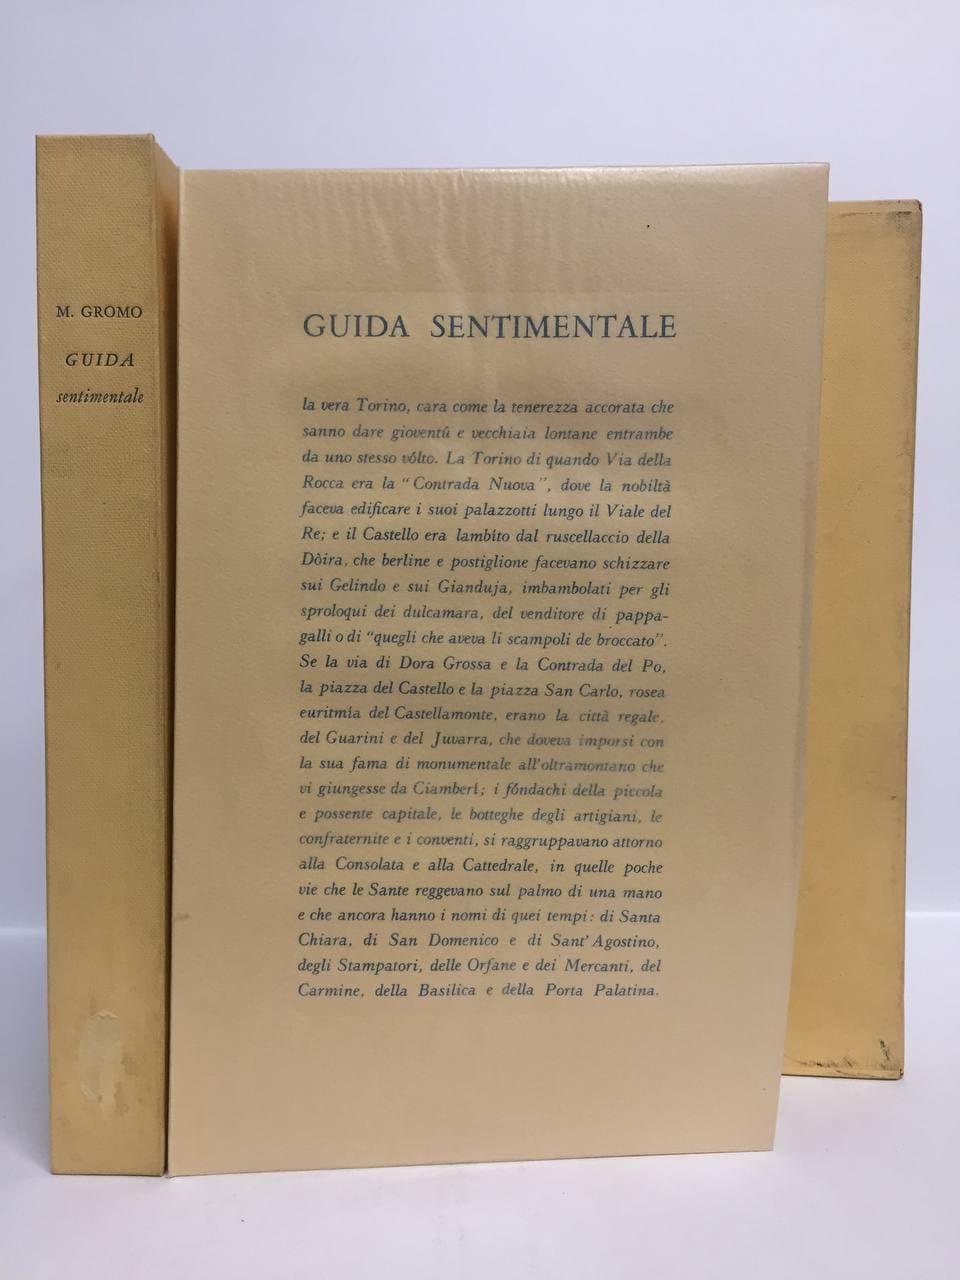 M. GROMO
GUIDA
sentimentale
GUIDA SENTIMENTALE
la vera Torino, cara come la tenerezza accorata che
sanno dare gioventû e vecchiaia lontane entrambe
da uno stesso vôlto. La Torino di quando Via della
Rocca era la "Contrada Nuova", dove la nobiltà
faceva edificare i suoi palazzotti lungo il Viale del
Re; e il Castello era lambíto dal ruscellaccio della
Dòira, che berline e postiglione facevano schizzare
sui Gelindo e sui Gianduja, imbambolati per gli
sproloqui dei dulcamara, del venditore di pappa-
galli o di "quegli che aveva li scampoli de broccato".
Se la via di Dora Grossa e la Contrada del Po,
la piazza del Castello e la piazza San Carlo, rosea
euritmía del Castellamonte, erano la città regale,
del Guarini e del Juvarra, che doveva imporsi con
la sua fama di monumentale all'oltramontano che
vi giungesse da Ciamberí; i fóndachi della piccola
e possente capitale, le botteghe degli artigiani, le
confraternite e i conventi, si raggruppavano attorno
alla Consolata e alla Cattedrale, in quelle poche
vie che le Sante reggevano sul palmo di una mano
e che ancora hanno i nomi di quei tempi: di Santa
Chiara, di San Domenico e di Sant'Agostino,
degli Stampatori, delle Orfane e dei Mercanti, del
Carmine, della Basilica e della Porta Palatina.